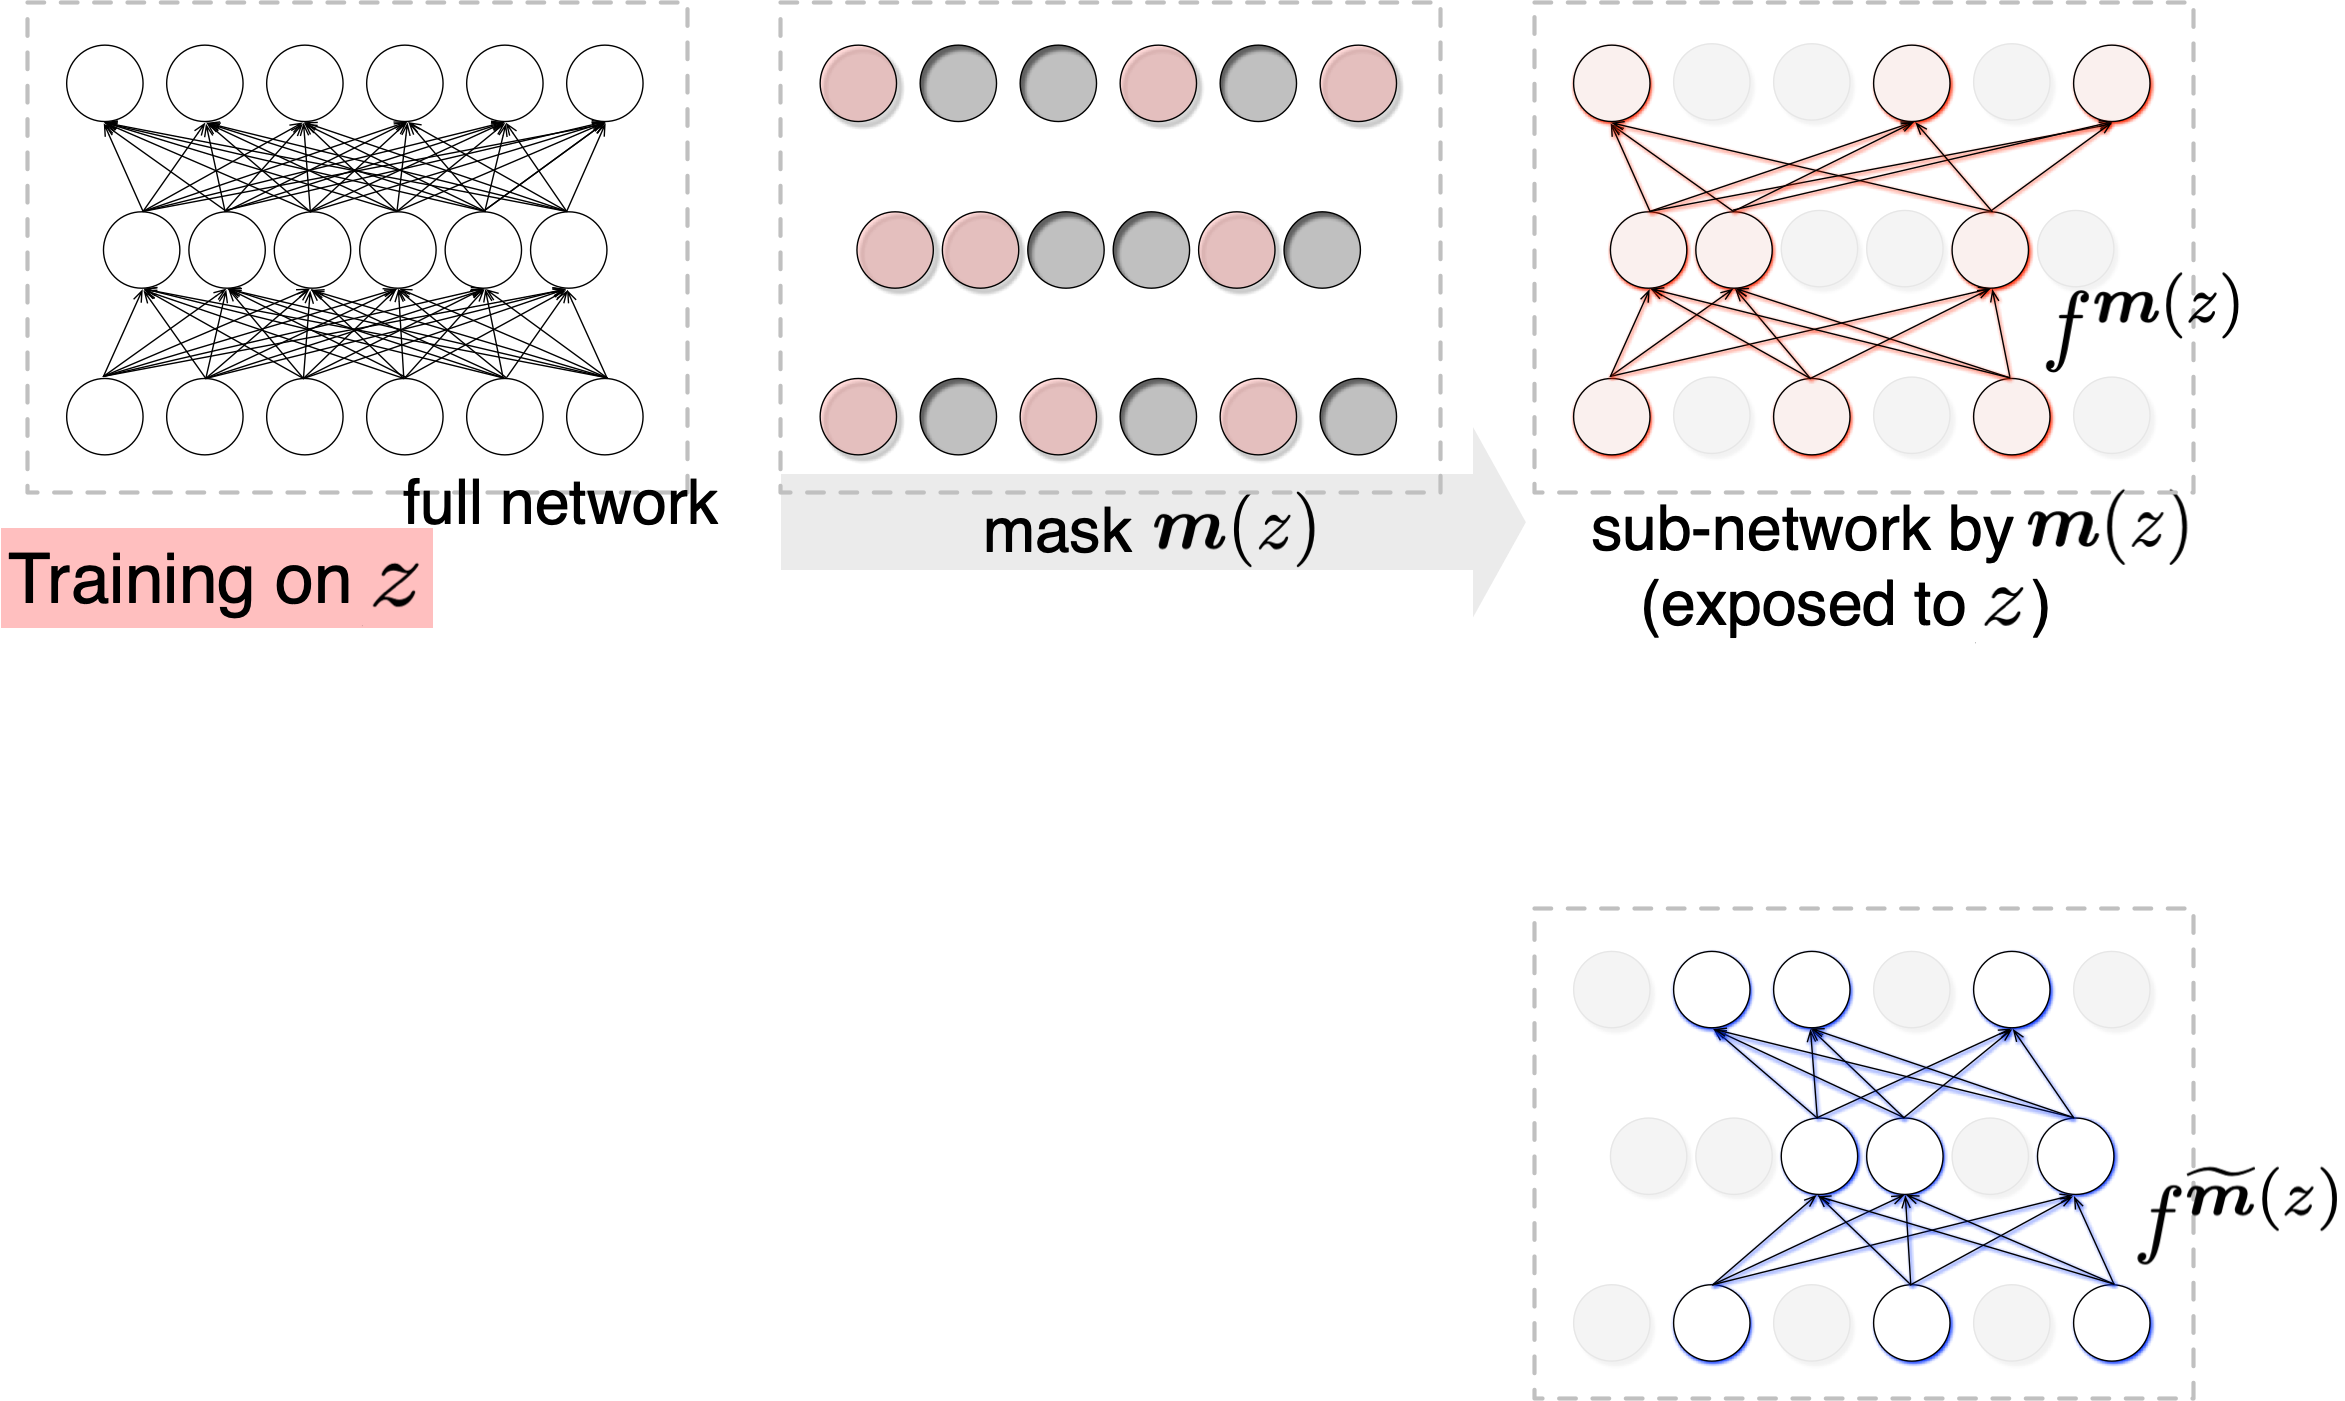 full network
Training on z
mask m(z)
f^m(z)
sub-network by m(z)
(exposed to z)
f^m̃(z)